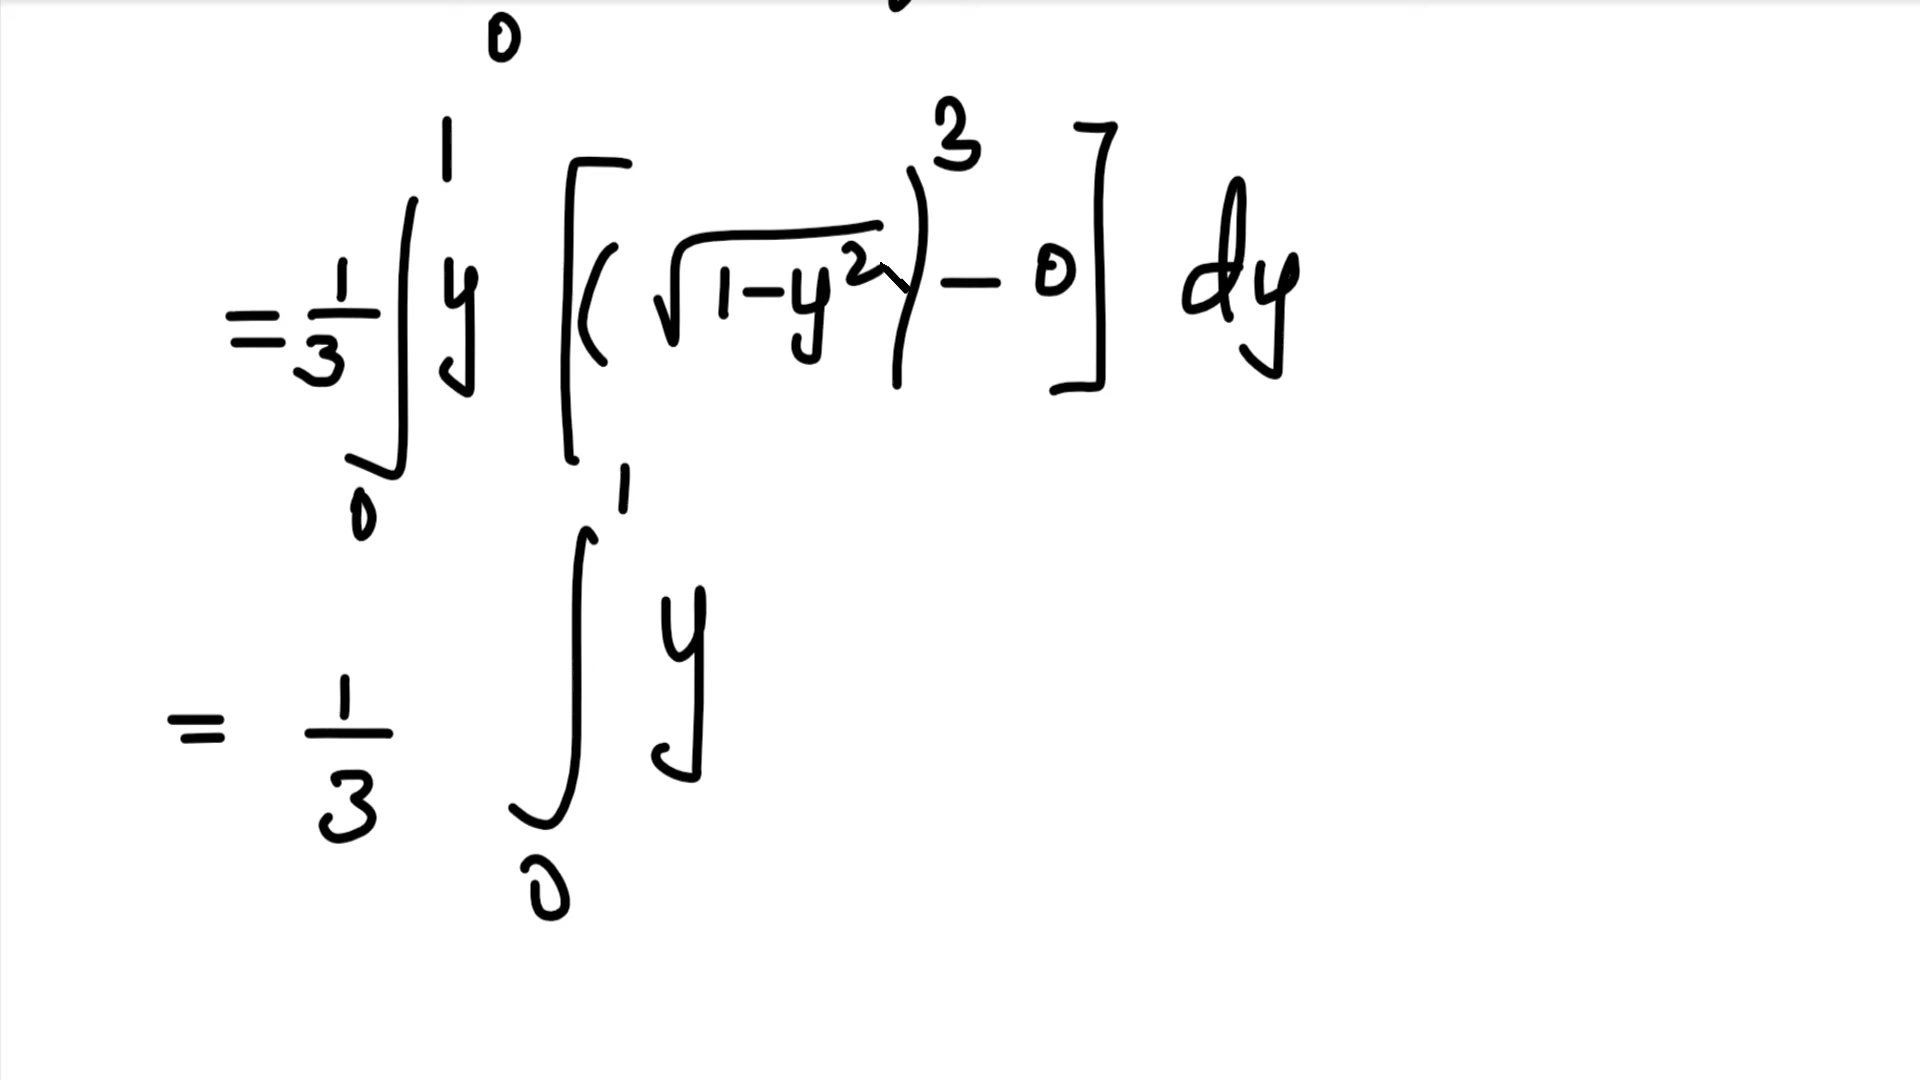 0
= 1/3 ∫₀¹ y [(√(1-y²))³ - 0] dy
= 1/3 ∫₀¹ y